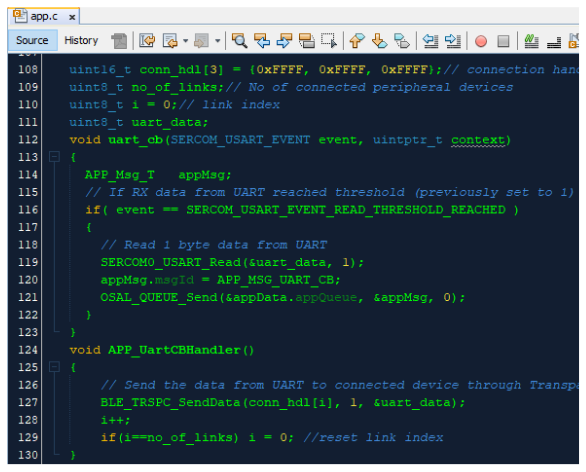 app.c x
Source History
108 uint16_t conn_hdl[3] = {0xFFFF, 0xFFFF, 0xFFFF};// connection
109 uint8_t no_of_links;// No of connected peripheral devices
110 uint8_t i = 0;// link index
111 uint8_t uart_data;
112 void uart_cb(SERCOM_USART_EVENT event, uintptr_t context)
113 {
114 APP_Msg_T appMsg;
115 // If RX data from UART reached threshold (previously set to 1)
116 if( event == SERCOM_USART_EVENT_READ_THRESHOLD_REACHED )
117 {
118 // Read 1 byte data from UART
119 SERCOM0_USART_Read(&uart_data, 1);
120 appMsg.msgId = APP_MSG_UART_CB;
121 OSAL_QUEUE_Send(&appData.appQueue, &appMsg, 0);
122 }
123 }
124 void APP_UartCBHandler()
125 {
126 // Send the data from UART to connected device through
127 BLE_TRSPC_SendData(conn_hdl[i], 1, &uart_data);
128 i++;
129 if(i==no_of_links) i = 0; //reset link index
130 }